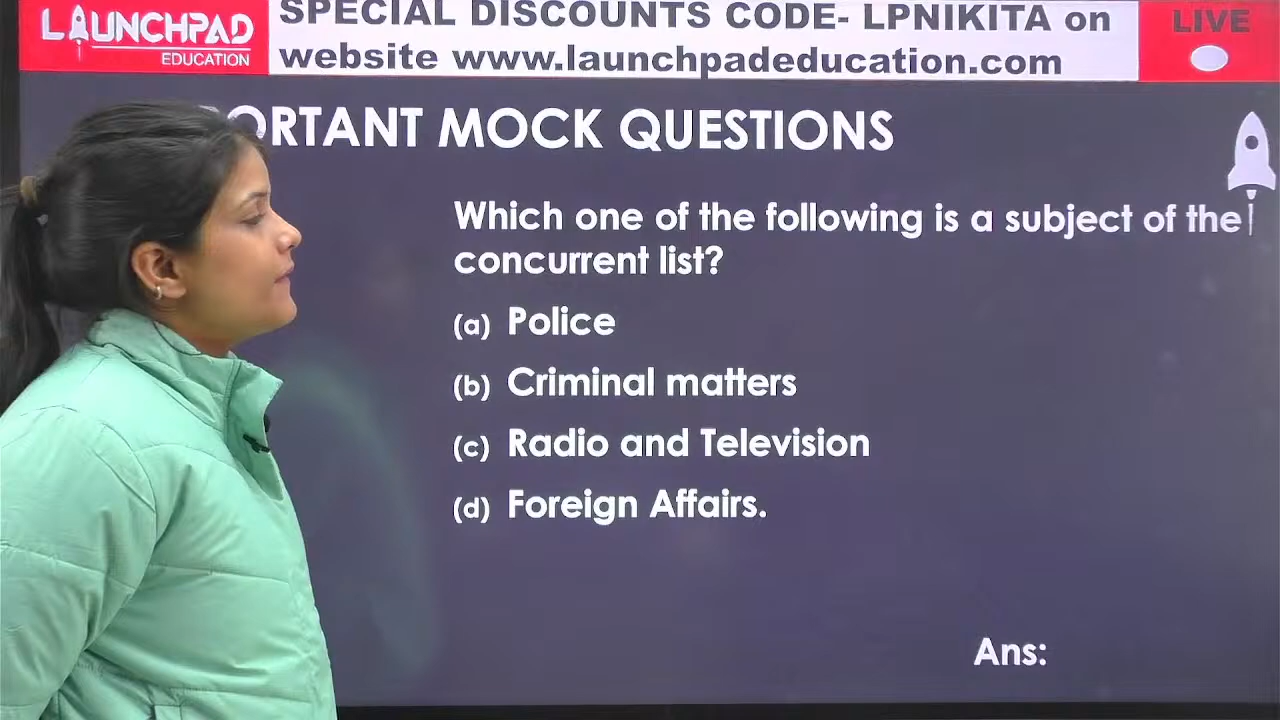 LAUNCHPAD
EDUCATION
SPECIAL DISCOUNTS CODE- LPNIKITA on
website www.launchpadeducation.com
LIVE
ORTANT MOCK QUESTIONS
Which one of the following is a subject of the
concurrent list?
(a) Police
(b) Criminal matters
(c) Radio and Television
(d) Foreign Affairs.
Ans: